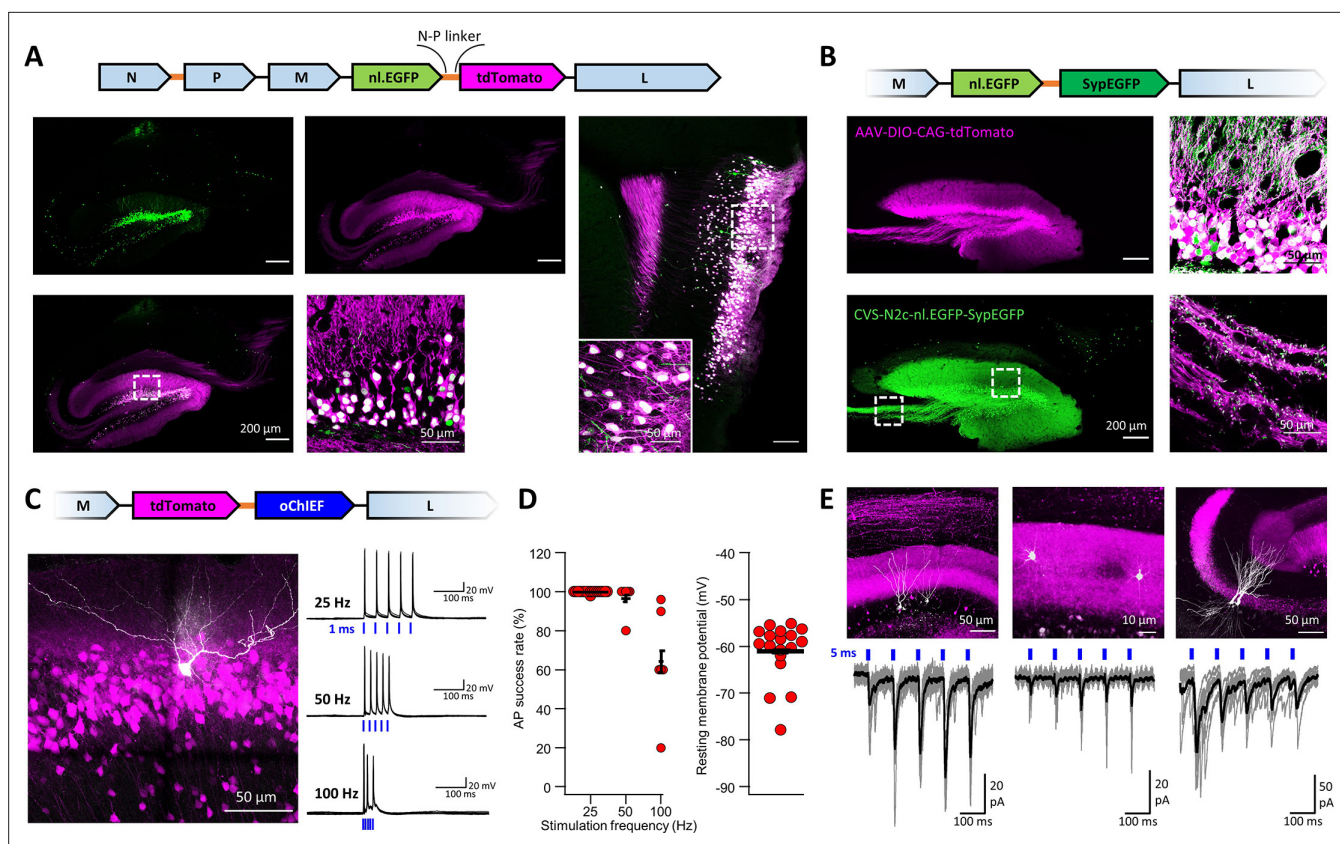 A
N-P linker
N
P
M
nl.EGFP
tdTomato
L
200 µm
50 µm
50 µm
B
M
nl.EGFP
SypEGFP
L
AAV-DIO-CAG-tdTomato
50 µm
CVS-N2c-nl.EGFP-SypEGFP
200 µm
50 µm
C
M
tdTomato
oChIEF
L
50 µm
25 Hz
20 mV
100 ms
1 ms
50 Hz
20 mV
100 ms
100 Hz
20 mV
100 ms
D
120
100
80
60
40
20
0
AP success rate (%)
25
50
100
Stimulation frequency (Hz)
-40
-50
-60
-70
-80
-90
Resting membrane potential (mV)
E
50 µm
10 µm
50 µm
5 ms
20
pA
100 ms
20
pA
100 ms
50
pA
100 ms